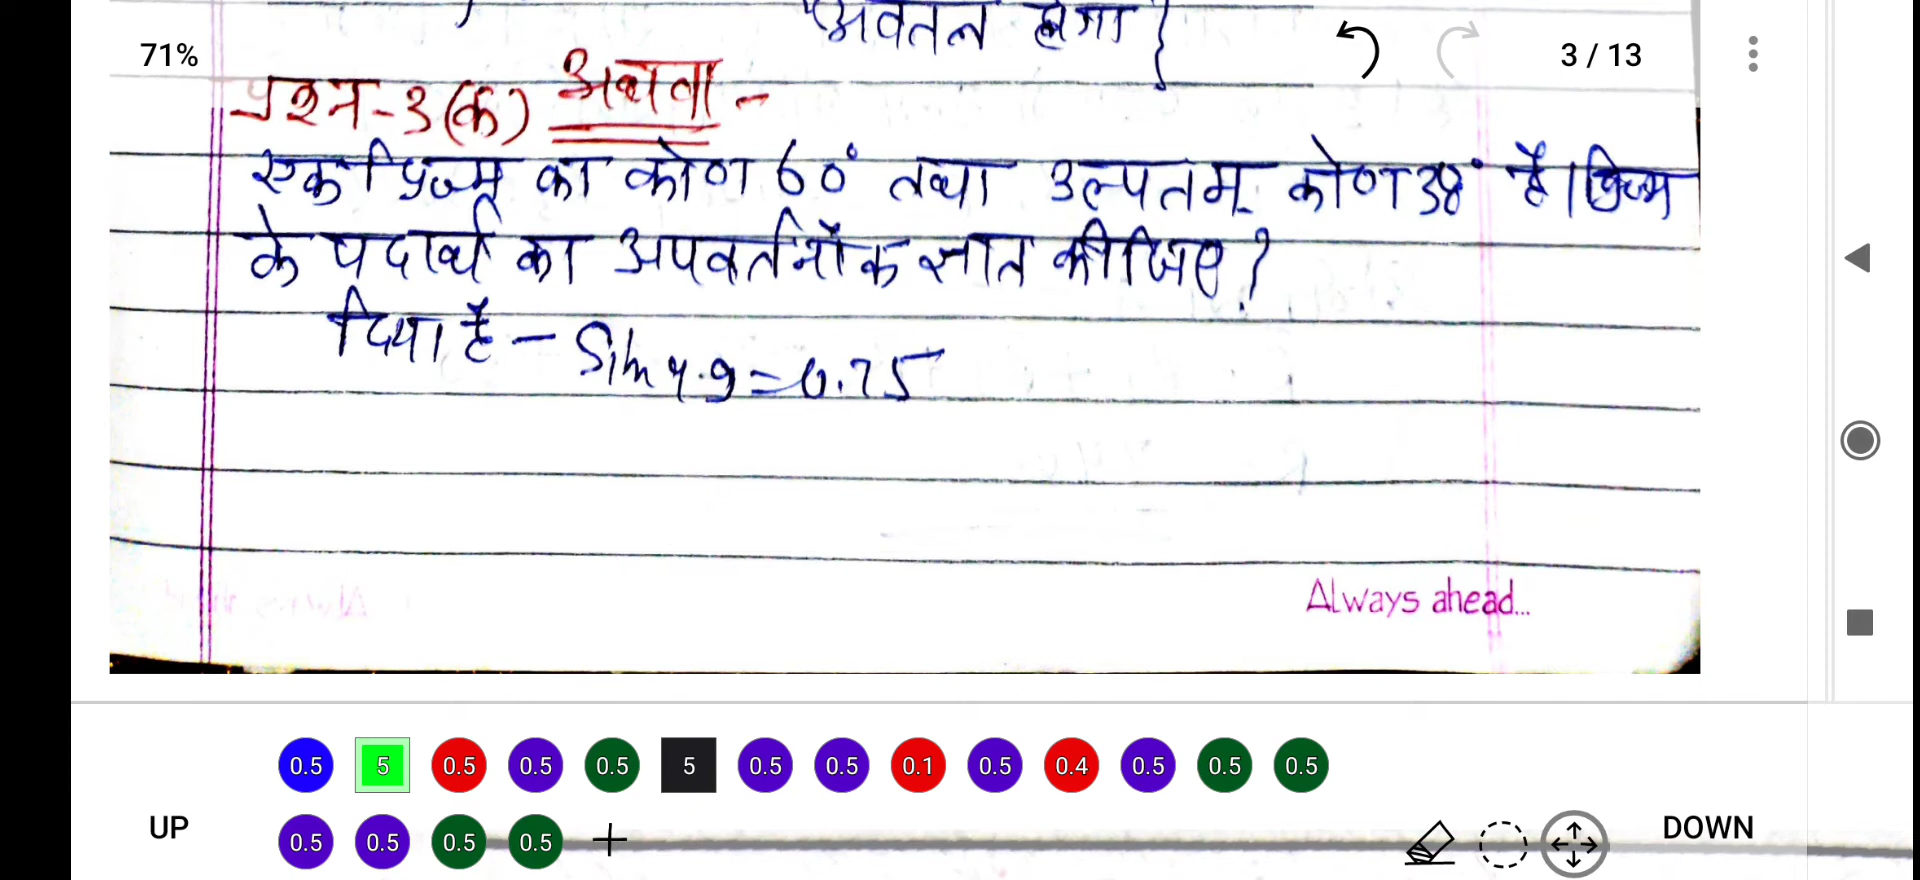 अवतल होगा}
71%
3 / 13
प्रश्न-3(क) अथवा -
एक प्रिज्म का कोण 60° तथा अल्पतम कोण 38° है। प्रिज्म
के पदार्थ का अपवर्तनाँक ज्ञात कीजिए?
दिया है - Sin 49 = 0.75
Always ahead...
0.5 5 0.5 0.5 0.5 5 0.5 0.5 0.1 0.5 0.4 0.5 0.5 0.5
UP 0.5 0.5 0.5 0.5 + DOWN